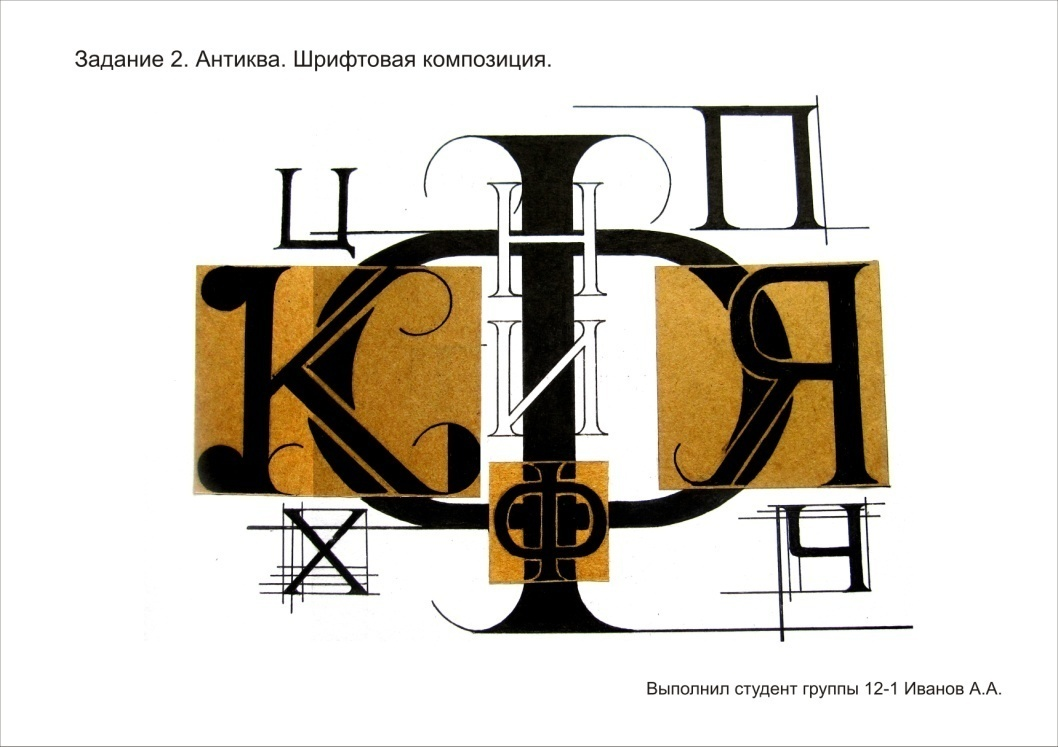 Задание 2. Антиква. Шрифтовая композиция.
П
Ц
Н
К
Я
И
Ф
Х
Ч
Выполнил студент группы 12-1 Иванов А.А.